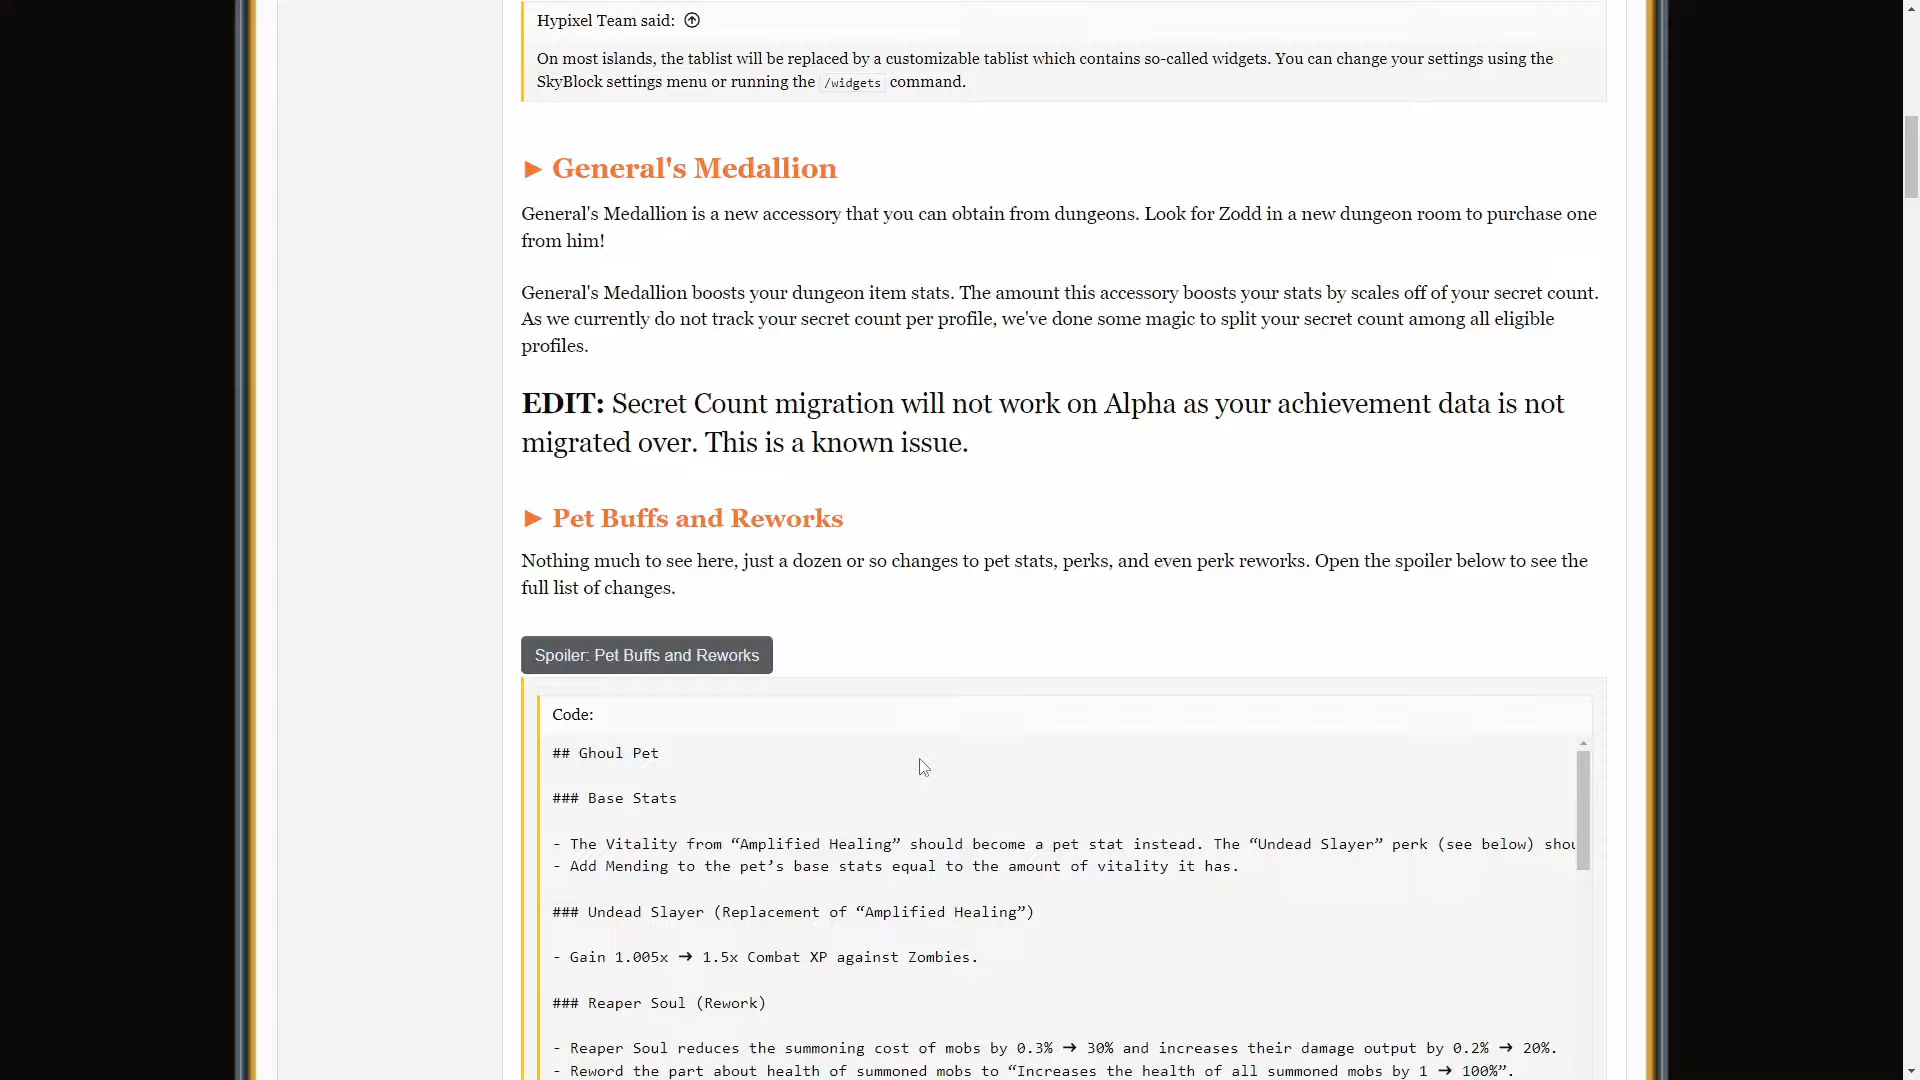 Hypixel Team said:
On most islands, the tablist will be replaced by a customizable tablist which contains so-called widgets. You can change your settings using the
SkyBlock settings menu or running the /widgets command.
► General's Medallion
General's Medallion is a new accessory that you can obtain from dungeons. Look for Zodd in a new dungeon room to purchase one
from him!
General's Medallion boosts your dungeon item stats. The amount this accessory boosts your stats by scales off of your secret count.
As we currently do not track your secret count per profile, we've done some magic to split your secret count among all eligible
profiles.
EDIT: Secret Count migration will not work on Alpha as your achievement data is not
migrated over. This is a known issue.
► Pet Buffs and Reworks
Nothing much to see here, just a dozen or so changes to pet stats, perks, and even perk reworks. Open the spoiler below to see the
full list of changes.
Spoiler: Pet Buffs and Reworks
Code:
## Ghoul Pet
### Base Stats
- The Vitality from “Amplified Healing” should become a pet stat instead. The “Undead Slayer” perk (see below)
- Add Mending to the pet’s base stats equal to the amount of vitality it has.
### Undead Slayer (Replacement of “Amplified Healing”)
- Gain 1.005x → 1.5x Combat XP against Zombies.
### Reaper Soul (Rework)
- Reaper Soul reduces the summoning cost of mobs by 0.3% → 30% and increases their damage output by 0.2% → 20%.
- Reword the part about health of summoned mobs to “Increases the health of all summoned mobs by 1 → 100%”.